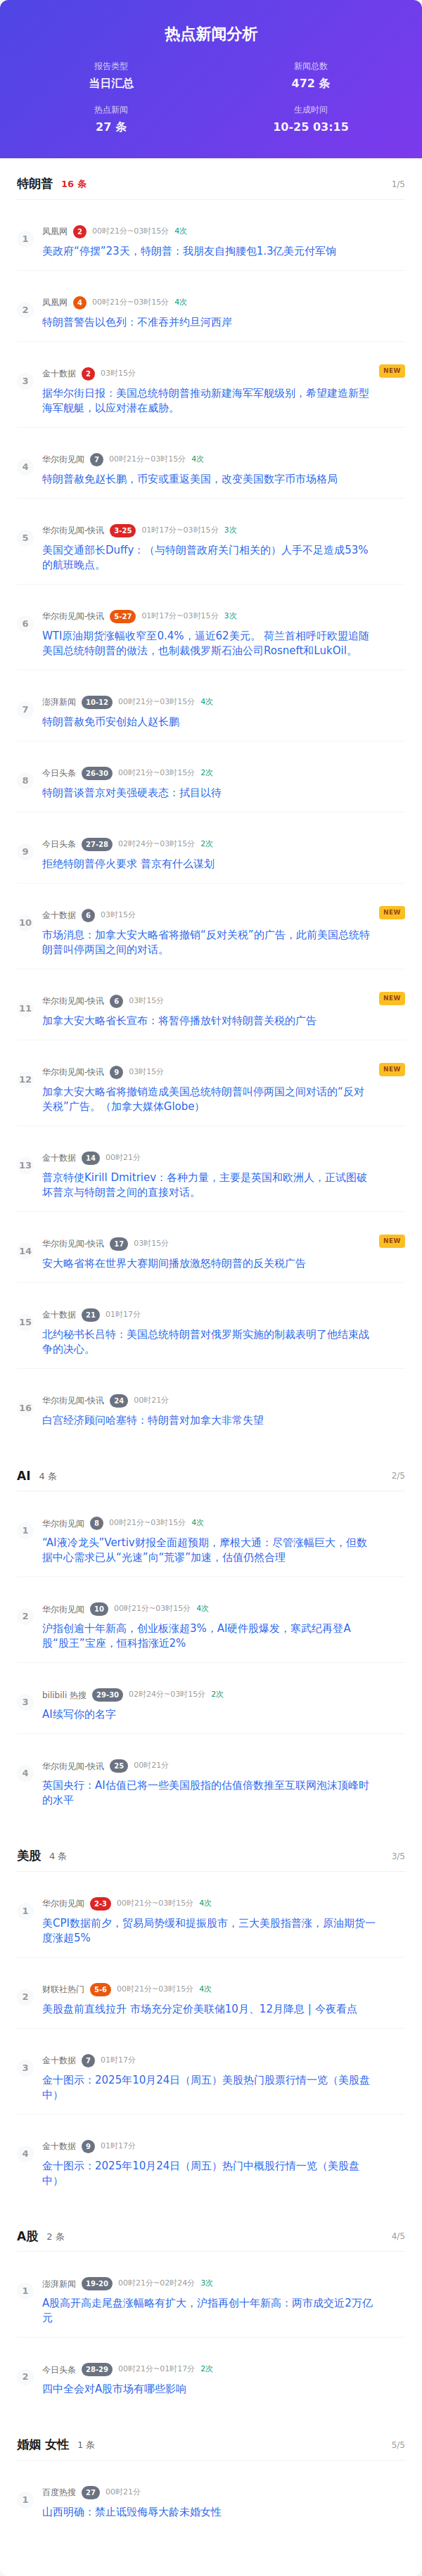 热点新闻分析
报告类型
新闻总数
当日汇总
472 条
热点新闻
生成时间
27 条
10-25 03:15
特朗普 16 条 1/5
1 凤凰网 2 00时21分~03时15分 4次
美政府“停摆”23天，特朗普：我朋友自掏腰包1.3亿美元付军饷
2 凤凰网 4 00时21分~03时15分 4次
特朗普警告以色列：不准吞并约旦河西岸
3 金十数据 2 03时15分 NEW
据华尔街日报：美国总统特朗普推动新建海军军舰级别，希望建造新型
海军舰艇，以应对潜在威胁。
4 华尔街见闻 7 00时21分~03时15分 4次
特朗普赦免赵长鹏，币安或重返美国，改变美国数字币市场格局
5 华尔街见闻-快讯 3-25 01时17分~03时15分 3次
美国交通部长Duffy：（与特朗普政府关门相关的）人手不足造成53%
的航班晚点。
6 华尔街见闻-快讯 5-27 01时17分~03时15分 3次
WTI原油期货涨幅收窄至0.4%，逼近62美元。 荷兰首相呼吁欧盟追随
美国总统特朗普的做法，也制裁俄罗斯石油公司Rosneft和LukOil。
7 澎湃新闻 10-12 00时21分~03时15分 4次
特朗普赦免币安创始人赵长鹏
8 今日头条 26-30 00时21分~03时15分 2次
特朗普谈普京对美强硬表态：拭目以待
9 今日头条 27-28 02时24分~03时15分 2次
拒绝特朗普停火要求 普京有什么谋划
10 金十数据 6 03时15分 NEW
市场消息：加拿大安大略省将撤销“反对关税”的广告，此前美国总统特
朗普叫停两国之间的对话。
11 华尔街见闻-快讯 6 03时15分 NEW
加拿大安大略省长宣布：将暂停播放针对特朗普关税的广告
12 华尔街见闻-快讯 9 03时15分 NEW
加拿大安大略省将撤销造成美国总统特朗普叫停两国之间对话的“反对
关税”广告。（加拿大媒体Globe）
13 金十数据 14 00时21分
普京特使Kirill Dmitriev：各种力量，主要是英国和欧洲人，正试图破
坏普京与特朗普之间的直接对话。
14 华尔街见闻-快讯 17 03时15分 NEW
安大略省将在世界大赛期间播放激怒特朗普的反关税广告
15 金十数据 21 01时17分
北约秘书长吕特：美国总统特朗普对俄罗斯实施的制裁表明了他结束战
争的决心。
16 华尔街见闻-快讯 24 00时21分
白宫经济顾问哈塞特：特朗普对加拿大非常失望
AI 4 条 2/5
1 华尔街见闻 8 00时21分~03时15分 4次
“AI液冷龙头”Vertiv财报全面超预期，摩根大通：尽管涨幅巨大，但数
据中心需求已从“光速”向“荒谬”加速，估值仍然合理
2 华尔街见闻 10 00时21分~03时15分 4次
沪指创逾十年新高，创业板涨超3%，AI硬件股爆发，寒武纪再登A
股“股王”宝座，恒科指涨近2%
3 bilibili 热搜 29-30 02时24分~03时15分 2次
AI续写你的名字
4 华尔街见闻-快讯 25 00时21分
英国央行：AI估值已将一些美国股指的估值倍数推至互联网泡沫顶峰时
的水平
美股 4 条 3/5
1 华尔街见闻 2-3 00时21分~03时15分 4次
美CPI数据前夕，贸易局势缓和提振股市，三大美股指普涨，原油期货一
度涨超5%
2 财联社热门 5-6 00时21分~03时15分 4次
美股盘前直线拉升 市场充分定价美联储10月、12月降息 | 今夜看点
3 金十数据 7 01时17分
金十图示：2025年10月24日（周五）美股热门股票行情一览（美股盘
中）
4 金十数据 9 01时17分
金十图示：2025年10月24日（周五）热门中概股行情一览（美股盘
中）
A股 2 条 4/5
1 澎湃新闻 19-20 00时21分~02时24分 3次
A股高开高走尾盘涨幅略有扩大，沪指再创十年新高：两市成交近2万亿
元
2 今日头条 28-29 00时21分~01时17分 2次
四中全会对A股市场有哪些影响
婚姻 女性 1 条 5/5
1 百度热搜 27 00时21分
山西明确：禁止诋毁侮辱大龄未婚女性